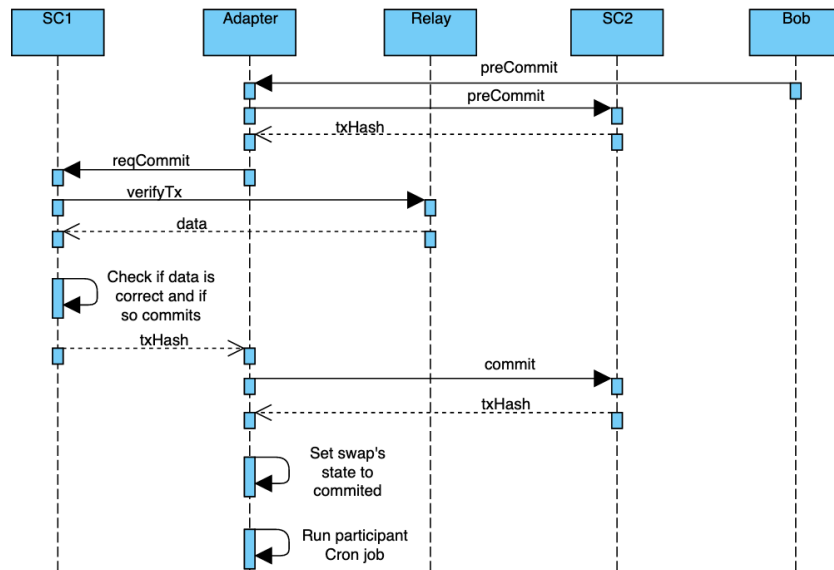 SC1
Adapter
Relay
SC2
Bob
preCommit
preCommit
txHash
reqCommit
verifyTx
data
Check if data is
correct and if
so commits
txHash
commit
txHash
Set swap's
state to
commited
Run participant
Cron job